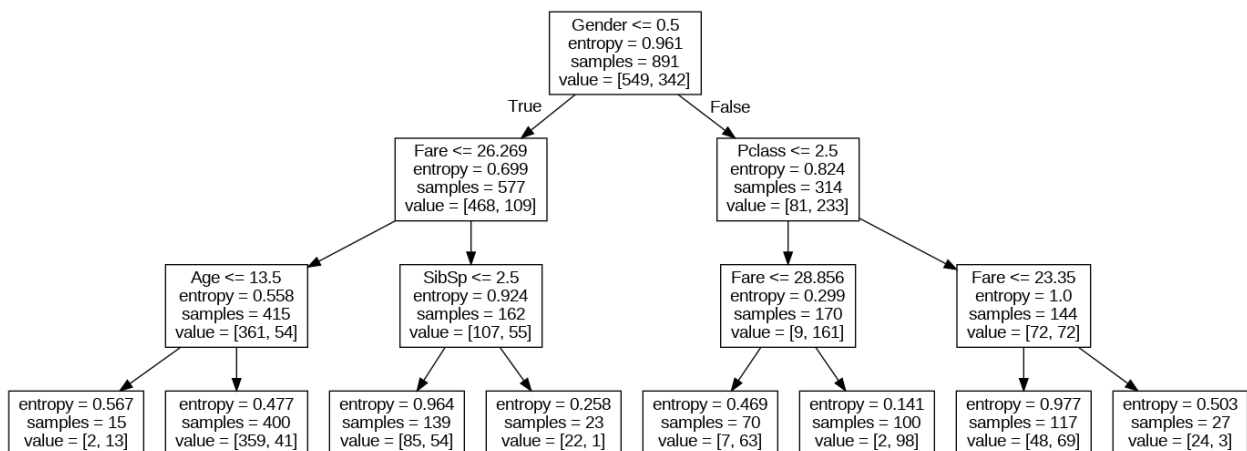 Gender <= 0.5
entropy = 0.961
samples = 891
value = [549, 342]
True
False
Fare <= 26.269
entropy = 0.699
samples = 577
value = [468, 109]
Pclass <= 2.5
entropy = 0.824
samples = 314
value = [81, 233]
Age <= 13.5
entropy = 0.558
samples = 415
value = [361, 54]
SibSp <= 2.5
entropy = 0.924
samples = 162
value = [107, 55]
Fare <= 28.856
entropy = 0.299
samples = 170
value = [9, 161]
Fare <= 23.35
entropy = 1.0
samples = 144
value = [72, 72]
entropy = 0.567
samples = 15
value = [2, 13]
entropy = 0.477
samples = 400
value = [359, 41]
entropy = 0.964
samples = 139
value = [85, 54]
entropy = 0.258
samples = 23
value = [22, 1]
entropy = 0.469
samples = 70
value = [7, 63]
entropy = 0.141
samples = 100
value = [2, 98]
entropy = 0.977
samples = 117
value = [48, 69]
entropy = 0.503
samples = 27
value = [24, 3]